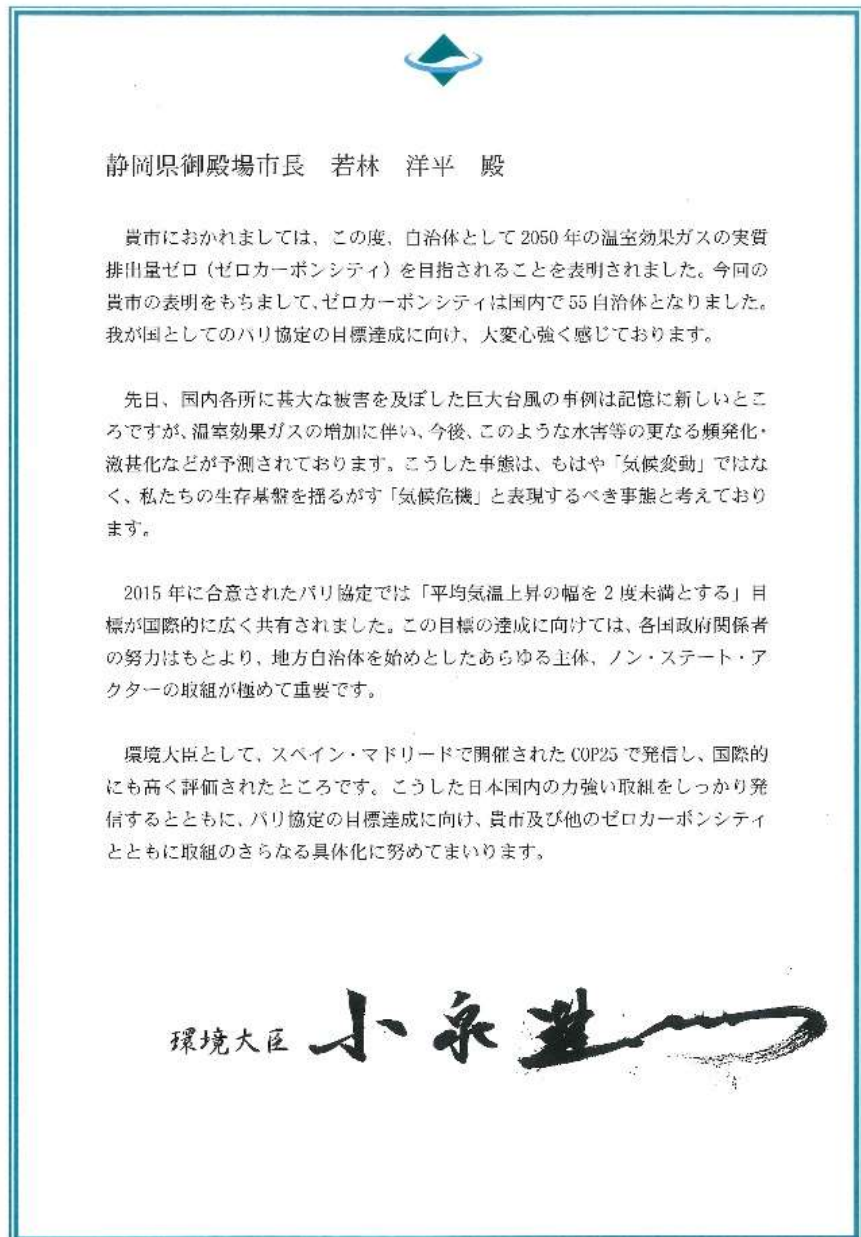 静岡県御殿場市長　若林　洋平　殿
貴市におかれましては、この度、自治体として2050年の温室効果ガスの実質
排出量ゼロ（ゼロカーボンシティ）を目指されることを表明されました。今回の
貴市の表明をもちまして、ゼロカーボンシティは国内で55自治体となりました。
我が国としてのパリ協定の目標達成に向け、大変心強く感じております。
先日、国内各所に甚大な被害を及ぼした巨大台風の事例は記憶に新しいとこ
ろですが、温室効果ガスの増加に伴い、今後、このような水害等の更なる頻発化・
激甚化などが予測されております。こうした事態は、もはや「気候変動」ではな
く、私たちの生存基盤を揺るがす「気候危機」と表現するべき事態と考えており
ます。
2015年に合意されたパリ協定では「平均気温上昇の幅を2度未満とする」目
標が国際的に広く共有されました。この目標の達成に向けては、各国政府関係者
の努力はもとより、地方自治体を始めとしたあらゆる主体、ノン・ステート・ア
クターの取組が極めて重要です。
環境大臣として、スペイン・マドリードで開催されたCOP25で発信し、国際的
にも高く評価されたところです。こうした日本国内の力強い取組をしっかり発
信するとともに、パリ協定の目標達成に向け、貴市及び他のゼロカーボンシティ
とともに取組のさらなる具体化に努めてまいります。
環境大臣 小泉進